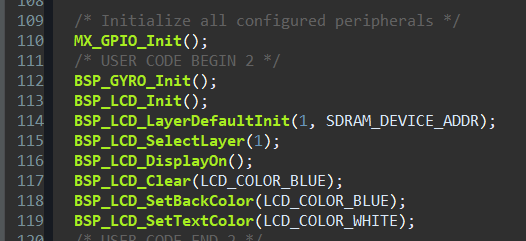 108
109 /* Initialize all configured peripherals */
110 MX_GPIO_Init();
111 /* USER CODE BEGIN 2 */
112 BSP_GYRO_Init();
113 BSP_LCD_Init();
114 BSP_LCD_LayerDefaultInit(1, SDRAM_DEVICE_ADDR);
115 BSP_LCD_SelectLayer(1);
116 BSP_LCD_DisplayOn();
117 BSP_LCD_Clear(LCD_COLOR_BLUE);
118 BSP_LCD_SetBackColor(LCD_COLOR_BLUE);
119 BSP_LCD_SetTextColor(LCD_COLOR_WHITE);
120 /* USER CODE END 2 */